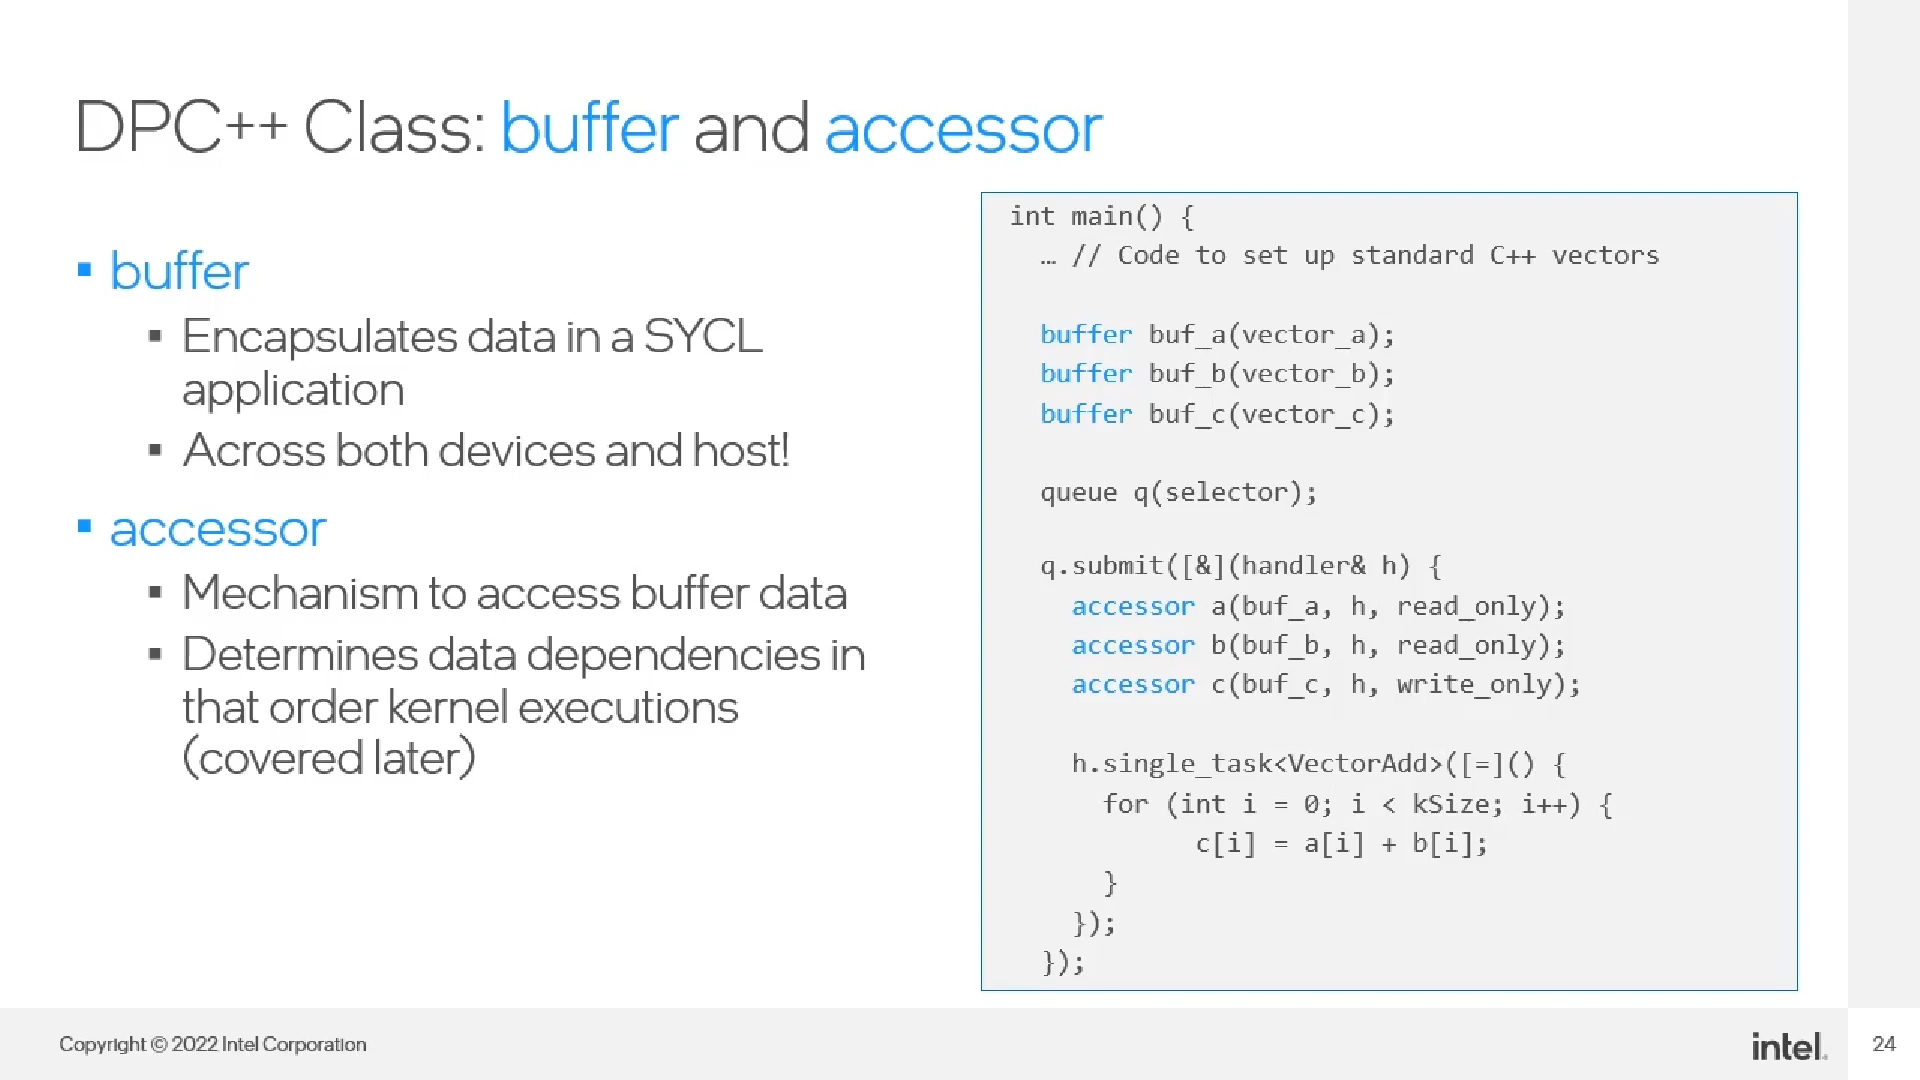 DPC++ Class: buffer and accessor
▪ buffer
▪ Encapsulates data in a SYCL
application
▪ Across both devices and host!
▪ accessor
▪ Mechanism to access buffer data
▪ Determines data dependencies in
that order kernel executions
(covered later)
int main() {
… // Code to set up standard C++ vectors
buffer buf_a(vector_a);
buffer buf_b(vector_b);
buffer buf_c(vector_c);
queue q(selector);
q.submit([&](handler& h) {
accessor a(buf_a, h, read_only);
accessor b(buf_b, h, read_only);
accessor c(buf_c, h, write_only);
h.single_task<VectorAdd>([=]() {
for (int i = 0; i < kSize; i++) {
c[i] = a[i] + b[i];
}
});
});
Copyright © 2022 Intel Corporation
intel.
24